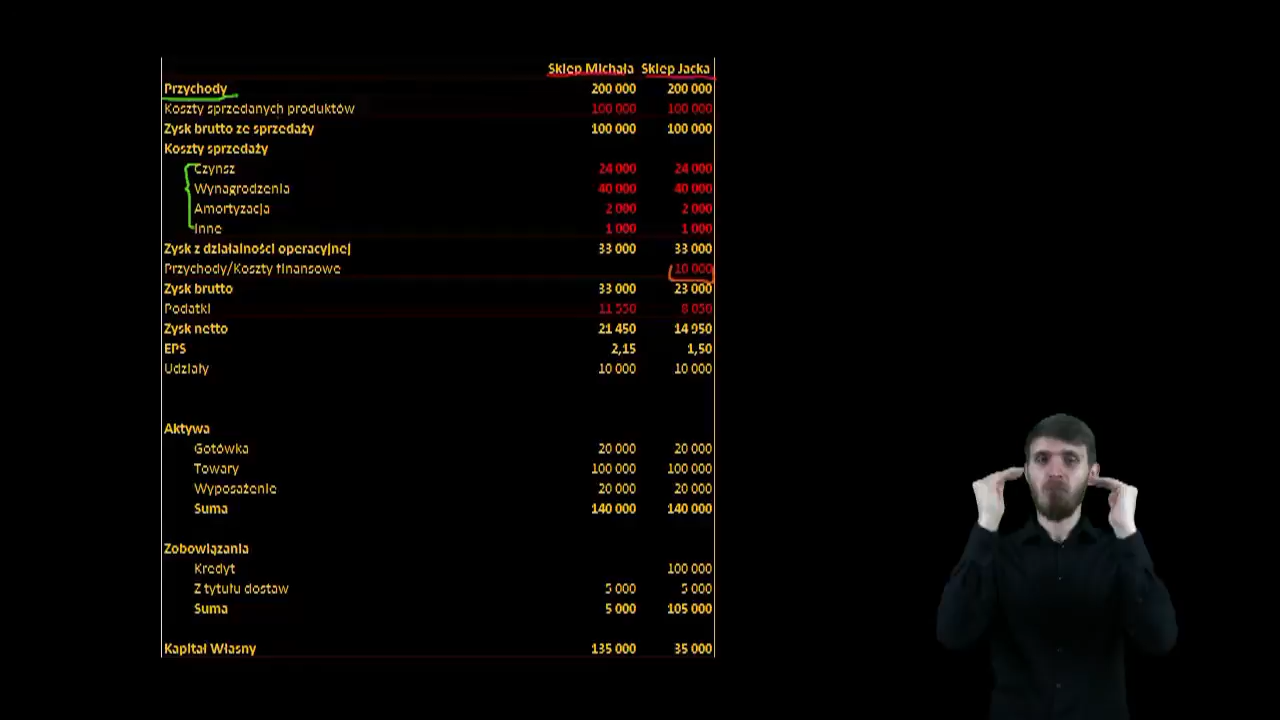 Sklep Michała Sklep Jacka
Przychody 200 000 200 000
Koszty sprzedanych produktów 100 000 100 000
Zysk brutto ze sprzedaży 100 000 100 000
Koszty sprzedaży
Czynsz 24 000 24 000
Wynagrodzenia 40 000 40 000
Amortyzacja 2 000 2 000
Inne 1 000 1 000
Zysk z działalności operacyjnej 33 000 33 000
Przychody/Koszty finansowe 10 000
Zysk brutto 33 000 23 000
Podatki 11 550 8 050
Zysk netto 21 450 14 950
EPS 2,15 1,50
Udziały 10 000 10 000
Aktywa
Gotówka 20 000 20 000
Towary 100 000 100 000
Wyposażenie 20 000 20 000
Suma 140 000 140 000
Zobowiązania
Kredyt 100 000
Z tytułu dostaw 5 000 5 000
Suma 5 000 105 000
Kapitał Własny 135 000 35 000